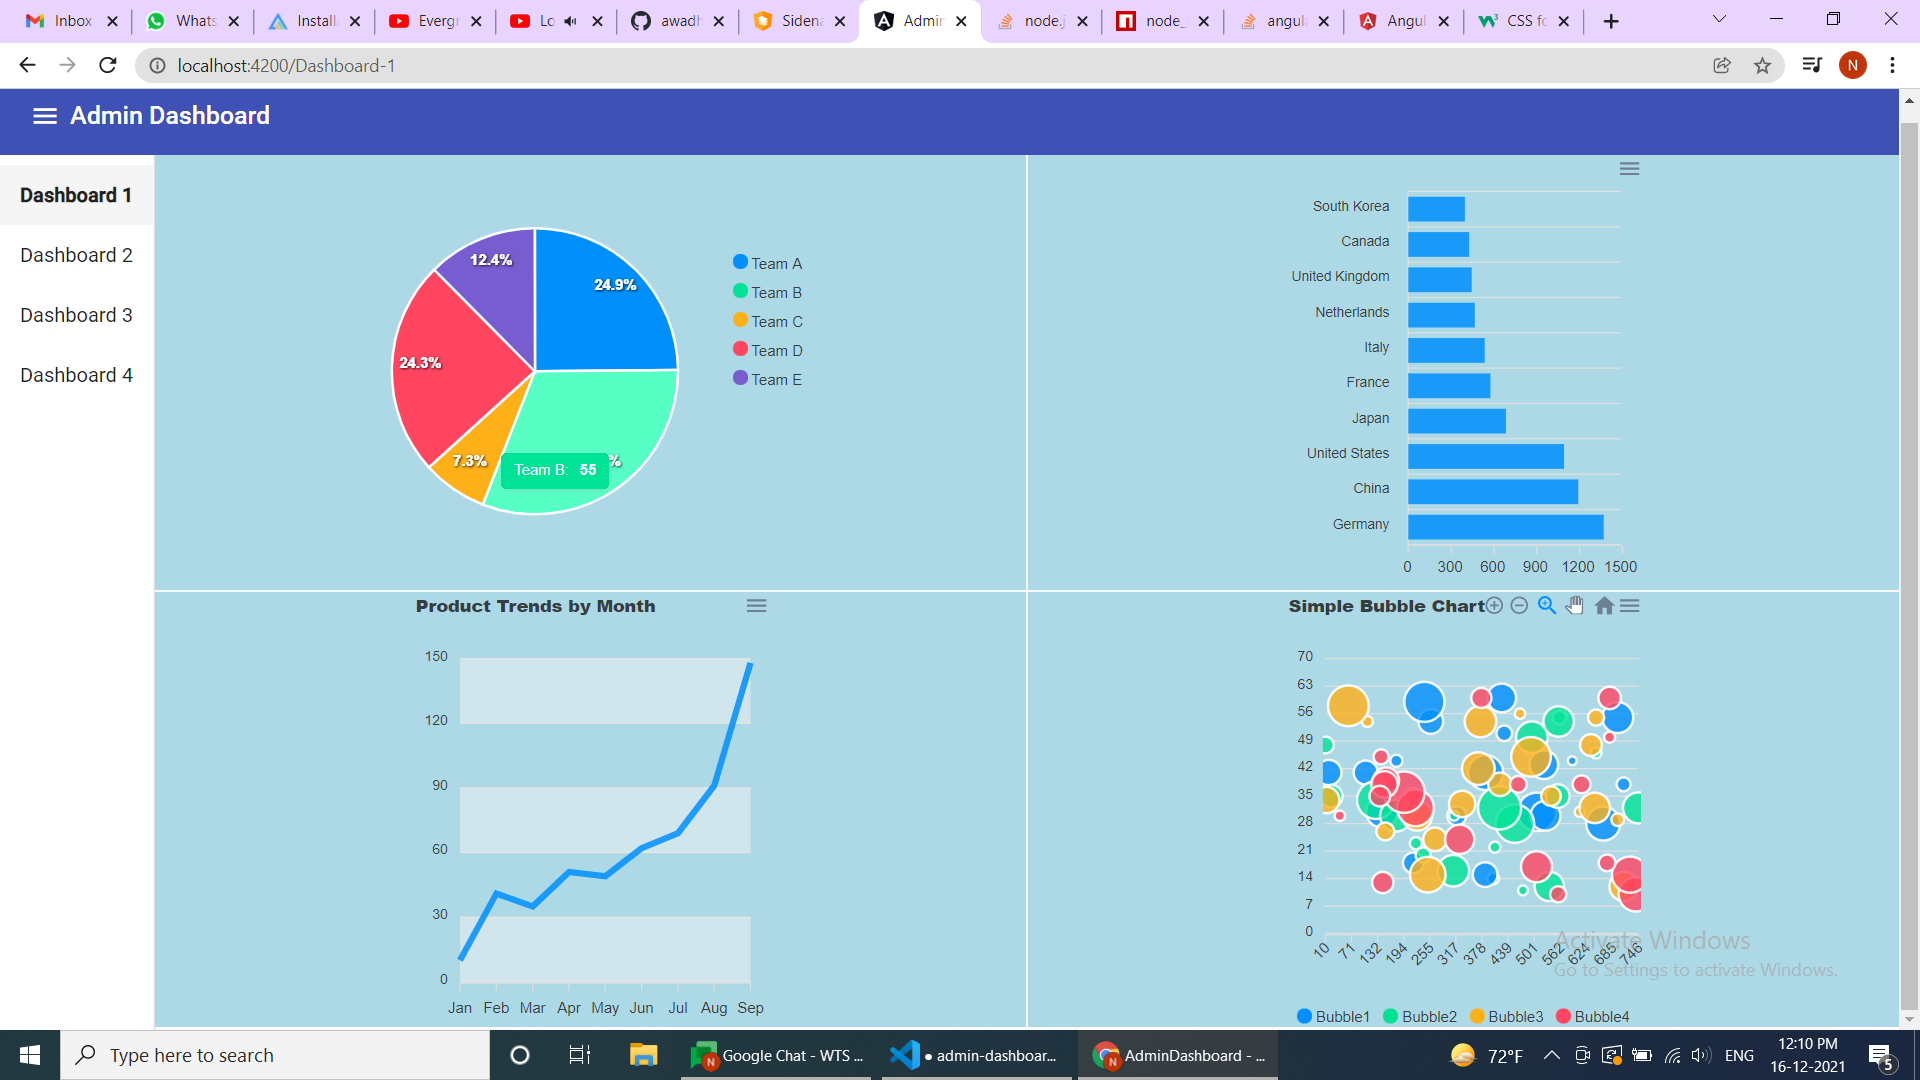 Inbox
Whats
Install
Evergr
Lo
awadh
Sidena
Admin
node.j
node_
angula
Angul
CSS fo
localhost:4200/Dashboard-1
N
Admin Dashboard
Dashboard 1
Dashboard 2
Dashboard 3
Dashboard 4
12.4%
24.9%
24.3%
7.3%
%
Team B: 55
Team A
Team B
Team C
Team D
Team E
South Korea
Canada
United Kingdom
Netherlands
Italy
France
Japan
United States
China
Germany
0 300 600 900 1200 1500
Product Trends by Month
150
120
90
60
30
0
Jan Feb Mar Apr May Jun Jul Aug Sep
Simple Bubble Chart
70
63
56
49
42
35
28
21
14
7
0
10 71 132 194 255 317 378 439 501 562 624 685 746
Bubble1 Bubble2 Bubble3 Bubble4
Activate Windows
Go to Settings to activate Windows.
Type here to search
N
Google Chat - WTS ...
● admin-dashboar...
N
AdminDashboard - ...
72°F
ENG
12:10 PM
16-12-2021
5